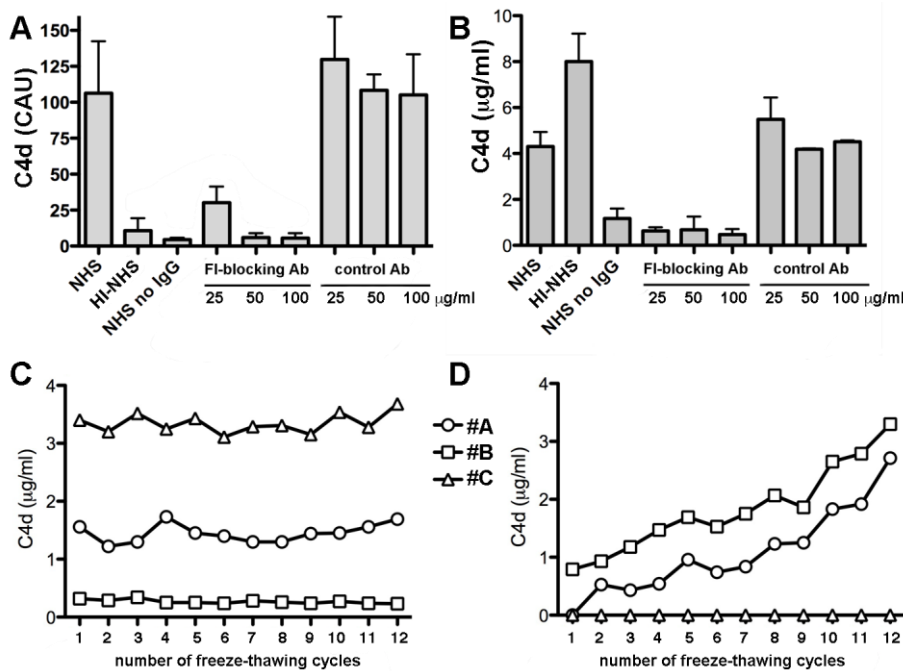 A
C4d (CAU)
150
125
100
75
50
25
0
NHS
HI-NHS
NHS no IgG
FI-blocking Ab
control Ab
25 50 100
25 50 100 μg/ml
B
C4d (μg/ml)
10
8
6
4
2
0
NHS
HI-NHS
NHS no IgG
FI-blocking Ab
control Ab
25 50 100
25 50 100 μg/ml
C
C4d (μg/ml)
4
3
2
1
0
1 2 3 4 5 6 7 8 9 10 11 12
number of freeze-thawing cycles
#A
#B
#C
D
C4d (μg/ml)
4
3
2
1
0
1 2 3 4 5 6 7 8 9 10 11 12
number of freeze-thawing cycles